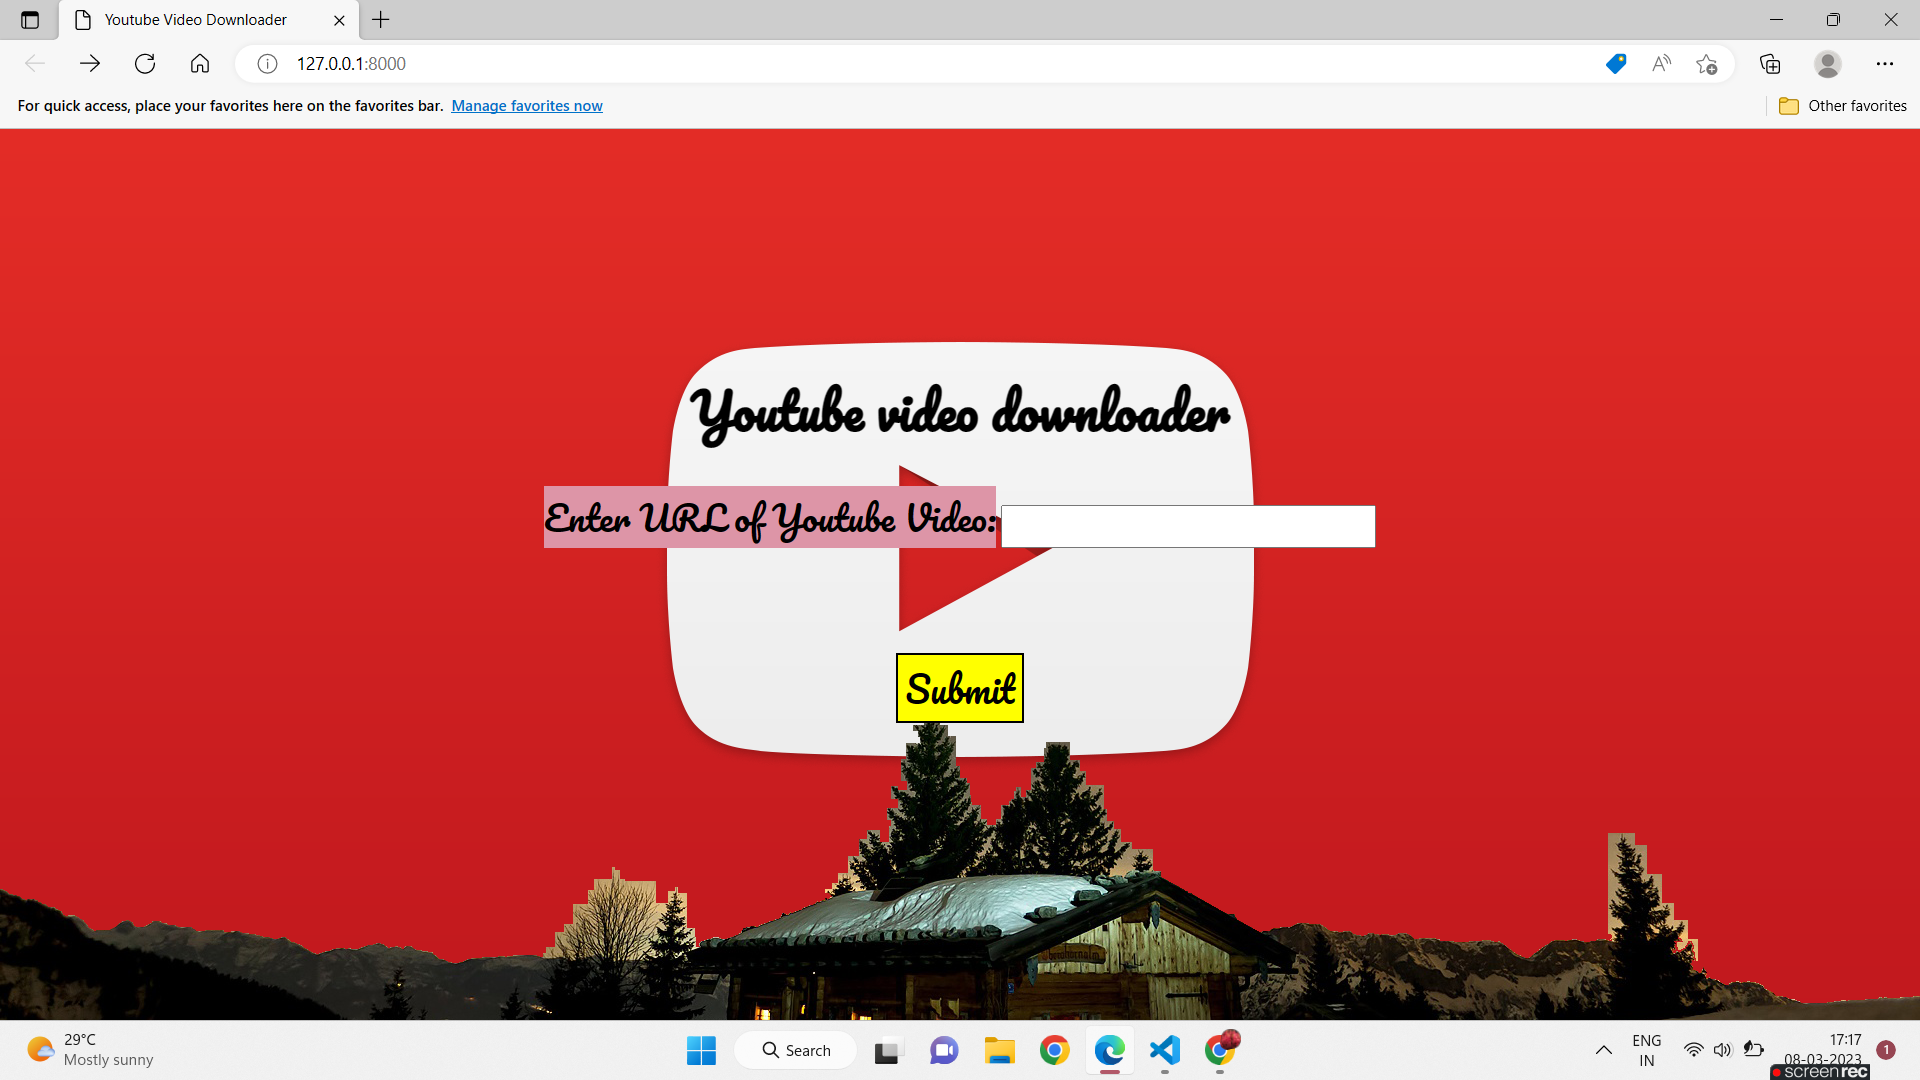 Youtube Video Downloader
127.0.0.1:8000
For quick access, place your favorites here on the favorites bar. Manage favorites now
Other favorites
Youtube video downloader
Enter URL of Youtube Video:
Submit
29°C
Mostly sunny
Search
ENG
IN
17:17
08-03-2023
1
screenrec